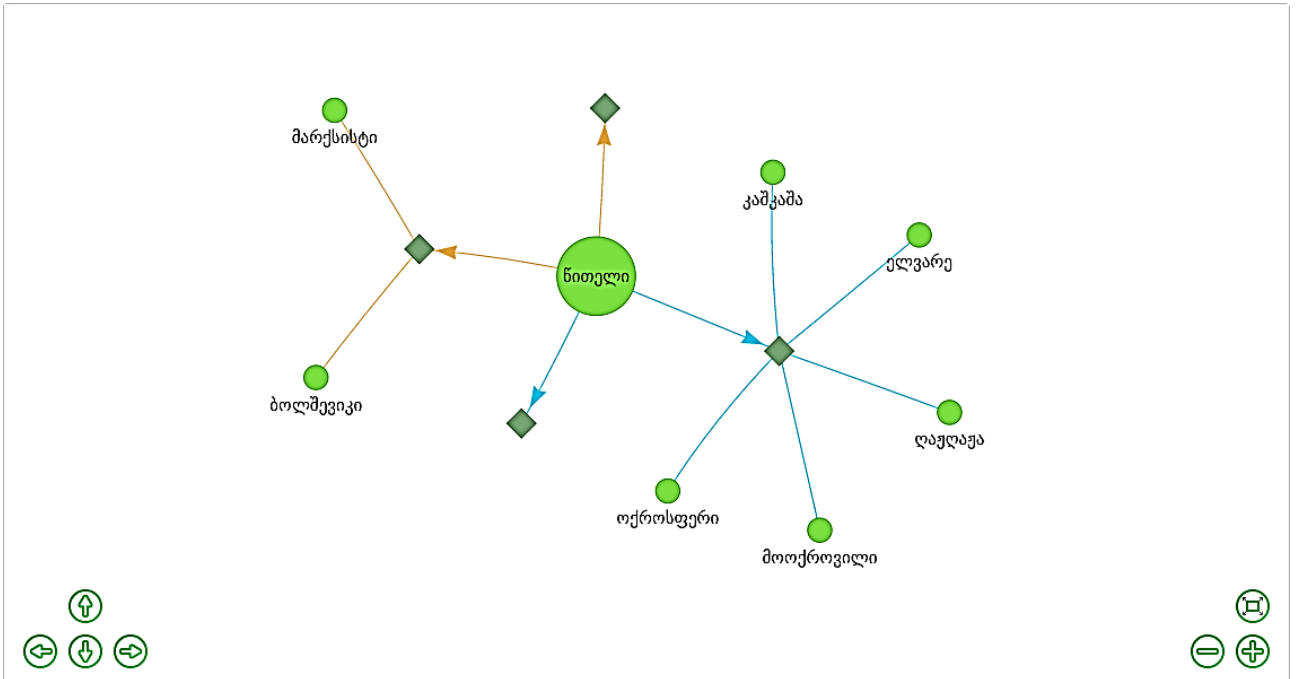 მარქსისტი
კაშკაშა
ელვარე
წითელი
ბოლშევიკი
ღაჟღაჟა
ოქროსფერი
მოოქროვილი